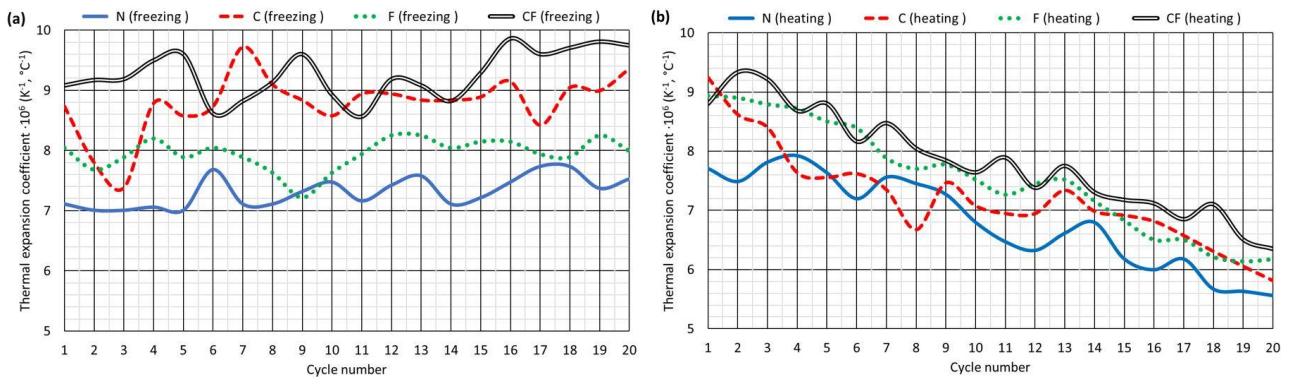 (a)
N (freezing )
C (freezing )
F (freezing )
CF (freezing )
Thermal expansion coefficient ·10⁶ (K⁻¹, °C⁻¹)
10
9
8
7
6
5
1 2 3 4 5 6 7 8 9 10 11 12 13 14 15 16 17 18 19 20
Cycle number
(b)
N (heating )
C (heating )
F (heating )
CF (heating )
Thermal expansion coefficient ·10⁶ (K⁻¹, °C⁻¹)
10
9
8
7
6
5
1 2 3 4 5 6 7 8 9 10 11 12 13 14 15 16 17 18 19 20
Cycle number